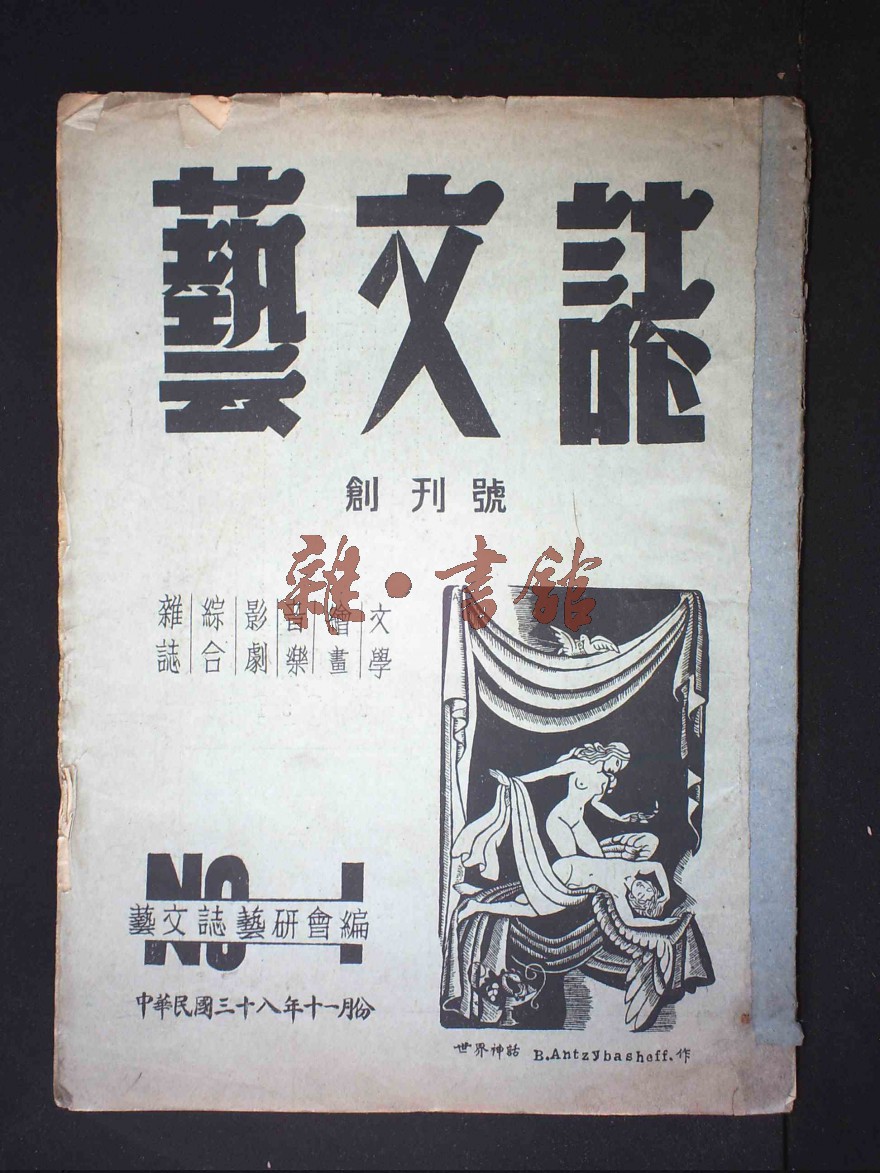 藝文誌
創刊號
雜·書館
文學
繪畫
音樂
影劇
綜合
雜誌
No 1
藝文誌藝研會編
中華民國三十八年十一月份
世界神話 B.Antzybasheff.作